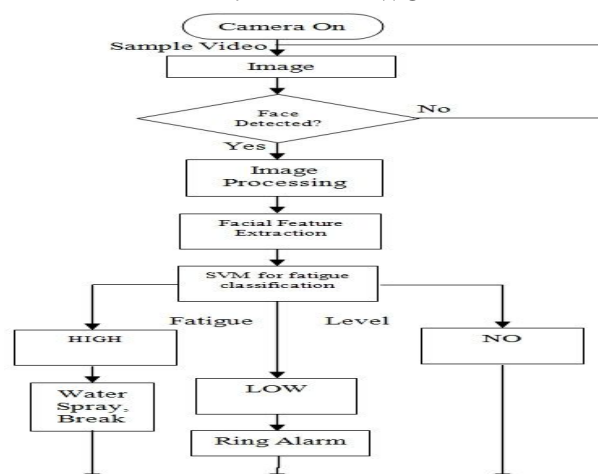 Camera On
Sample Video
Image
Face
Detected?
No
Yes
Image
Processing
Facial Feature
Extraction
SVM for fatigue
classification
Fatigue Level
HIGH
NO
Water
Spray,
Break
LOW
Ring Alarm